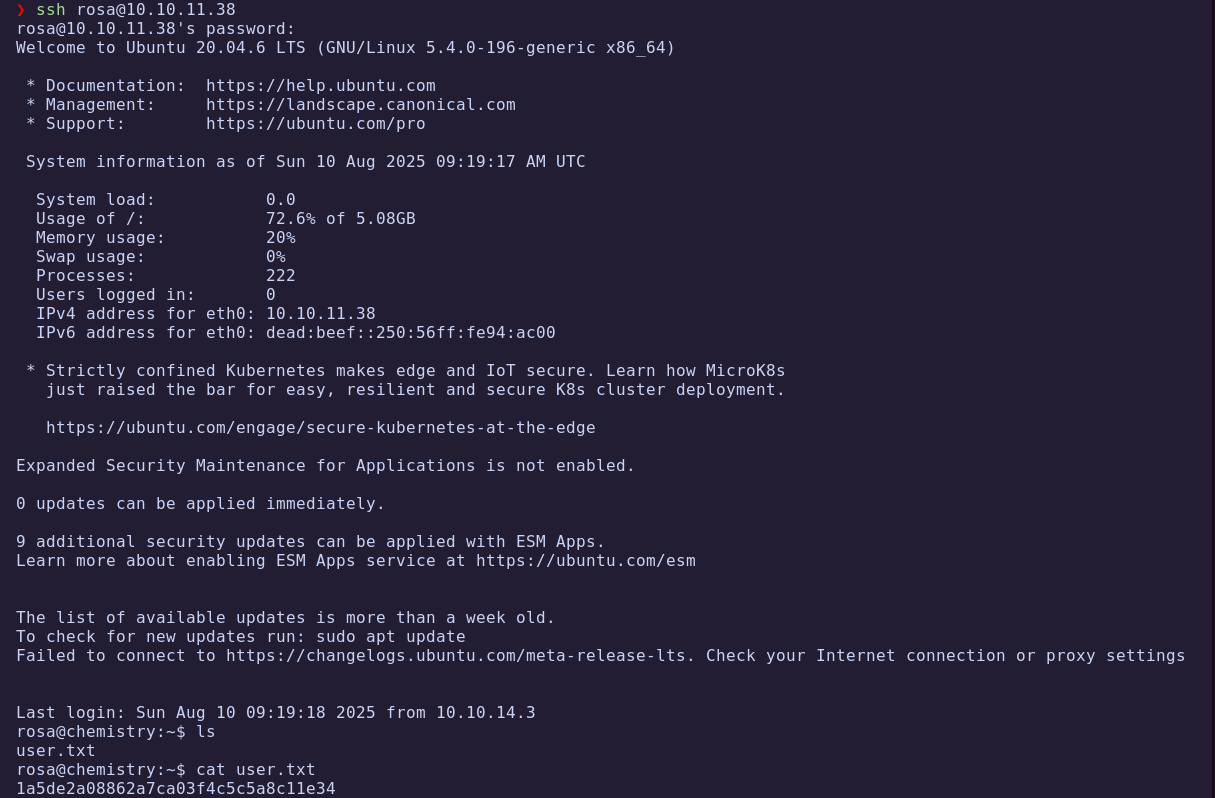 ❯ ssh rosa@10.10.11.38
rosa@10.10.11.38's password:
Welcome to Ubuntu 20.04.6 LTS (GNU/Linux 5.4.0-196-generic x86_64)
* Documentation:  https://help.ubuntu.com
* Management:     https://landscape.canonical.com
* Support:        https://ubuntu.com/pro
System information as of Sun 10 Aug 2025 09:19:17 AM UTC
System load:           0.0
Usage of /:            72.6% of 5.08GB
Memory usage:          20%
Swap usage:            0%
Processes:             222
Users logged in:       0
IPv4 address for eth0: 10.10.11.38
IPv6 address for eth0: dead:beef::250:56ff:fe94:ac00
* Strictly confined Kubernetes makes edge and IoT secure. Learn how MicroK8s
just raised the bar for easy, resilient and secure K8s cluster deployment.
https://ubuntu.com/engage/secure-kubernetes-at-the-edge
Expanded Security Maintenance for Applications is not enabled.
0 updates can be applied immediately.
9 additional security updates can be applied with ESM Apps.
Learn more about enabling ESM Apps service at https://ubuntu.com/esm
The list of available updates is more than a week old.
To check for new updates run: sudo apt update
Failed to connect to https://changelogs.ubuntu.com/meta-release-lts. Check your Internet connection or proxy settings
Last login: Sun Aug 10 09:19:18 2025 from 10.10.14.3
rosa@chemistry:~$ ls
user.txt
rosa@chemistry:~$ cat user.txt
1a5de2a08862a7ca03f4c5c5a8c11e34